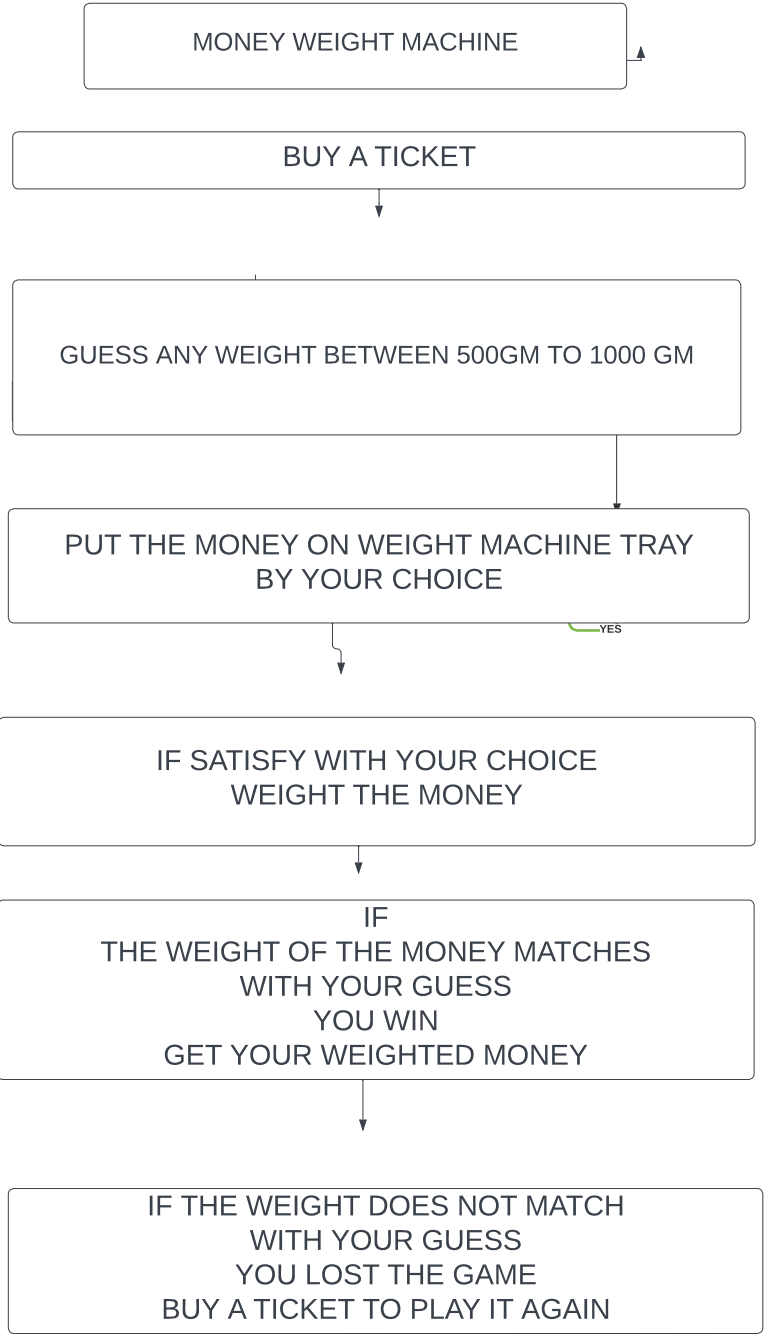 MONEY WEIGHT MACHINE
BUY A TICKET
GUESS ANY WEIGHT BETWEEN 500GM TO 1000 GM
PUT THE MONEY ON WEIGHT MACHINE TRAY
BY YOUR CHOICE
YES
IF SATISFY WITH YOUR CHOICE
WEIGHT THE MONEY
IF
THE WEIGHT OF THE MONEY MATCHES
WITH YOUR GUESS
YOU WIN
GET YOUR WEIGHTED MONEY
IF THE WEIGHT DOES NOT MATCH
WITH YOUR GUESS
YOU LOST THE GAME
BUY A TICKET TO PLAY IT AGAIN